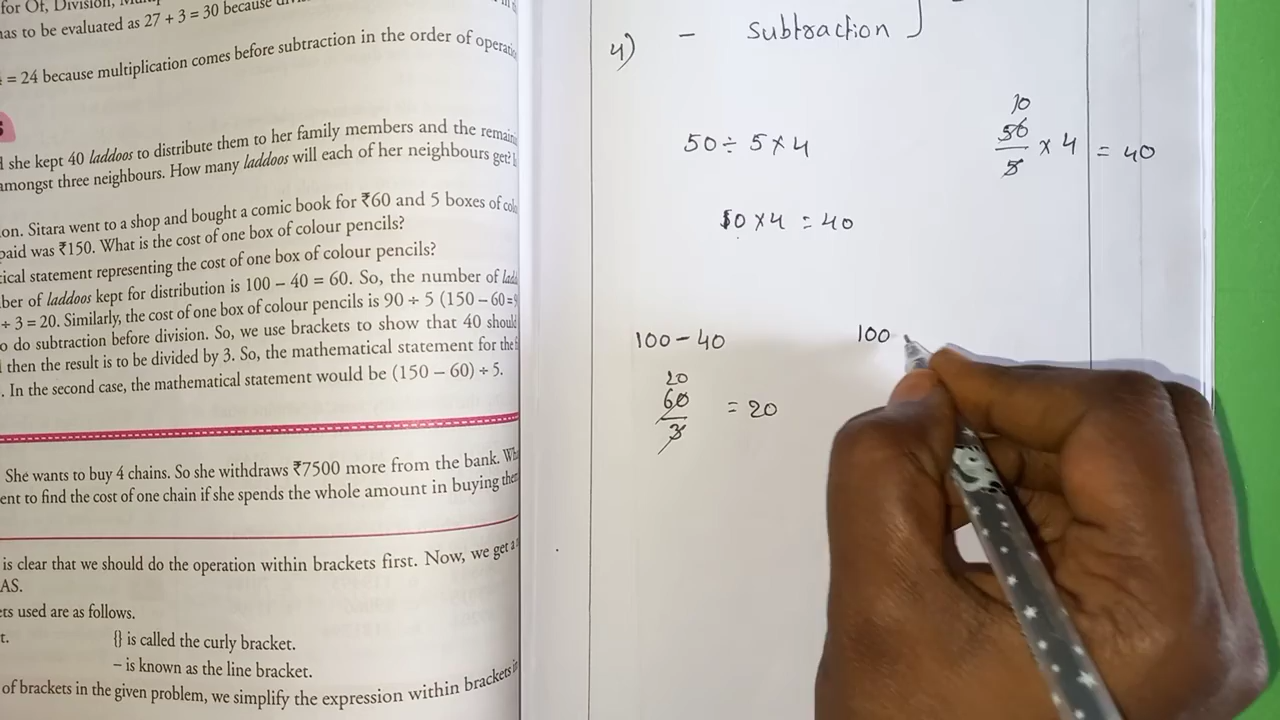 for Of, Division,
has to be evaluated as 27 + 3 = 30 because
= 24 because multiplication comes before subtraction in the order of
she kept 40 laddoos to distribute them to her family members and the
amongst three neighbours. How many laddoos will each of her neighbours get?
on. Sitara went to a shop and bought a comic book for ₹60 and 5 boxes of
paid was ₹150. What is the cost of one box of colour pencils?
tical statement representing the cost of one box of colour pencils?
ber of laddoos kept for distribution is 100 – 40 = 60. So, the number of
÷ 3 = 20. Similarly, the cost of one box of colour pencils is 90 ÷ 5 (150 – 60 =
o do subtraction before division. So, we use brackets to show that 40 should
then the result is to be divided by 3. So, the mathematical statement for the
. In the second case, the mathematical statement would be (150 – 60) ÷ 5.
She wants to buy 4 chains. So she withdraws ₹7500 more from the bank.
ent to find the cost of one chain if she spends the whole amount in buying
is clear that we should do the operation within brackets first. Now, we get a
AS.
ets used are as follows.
t. {} is called the curly bracket.
– is known as the line bracket.
of brackets in the given problem, we simplify the expression within brackets
4) – Subtraction
50 ÷ 5 × 4
10 × 4 = 40
10
50
5 × 4 = 40
100 – 40
20
60
3 = 20
100